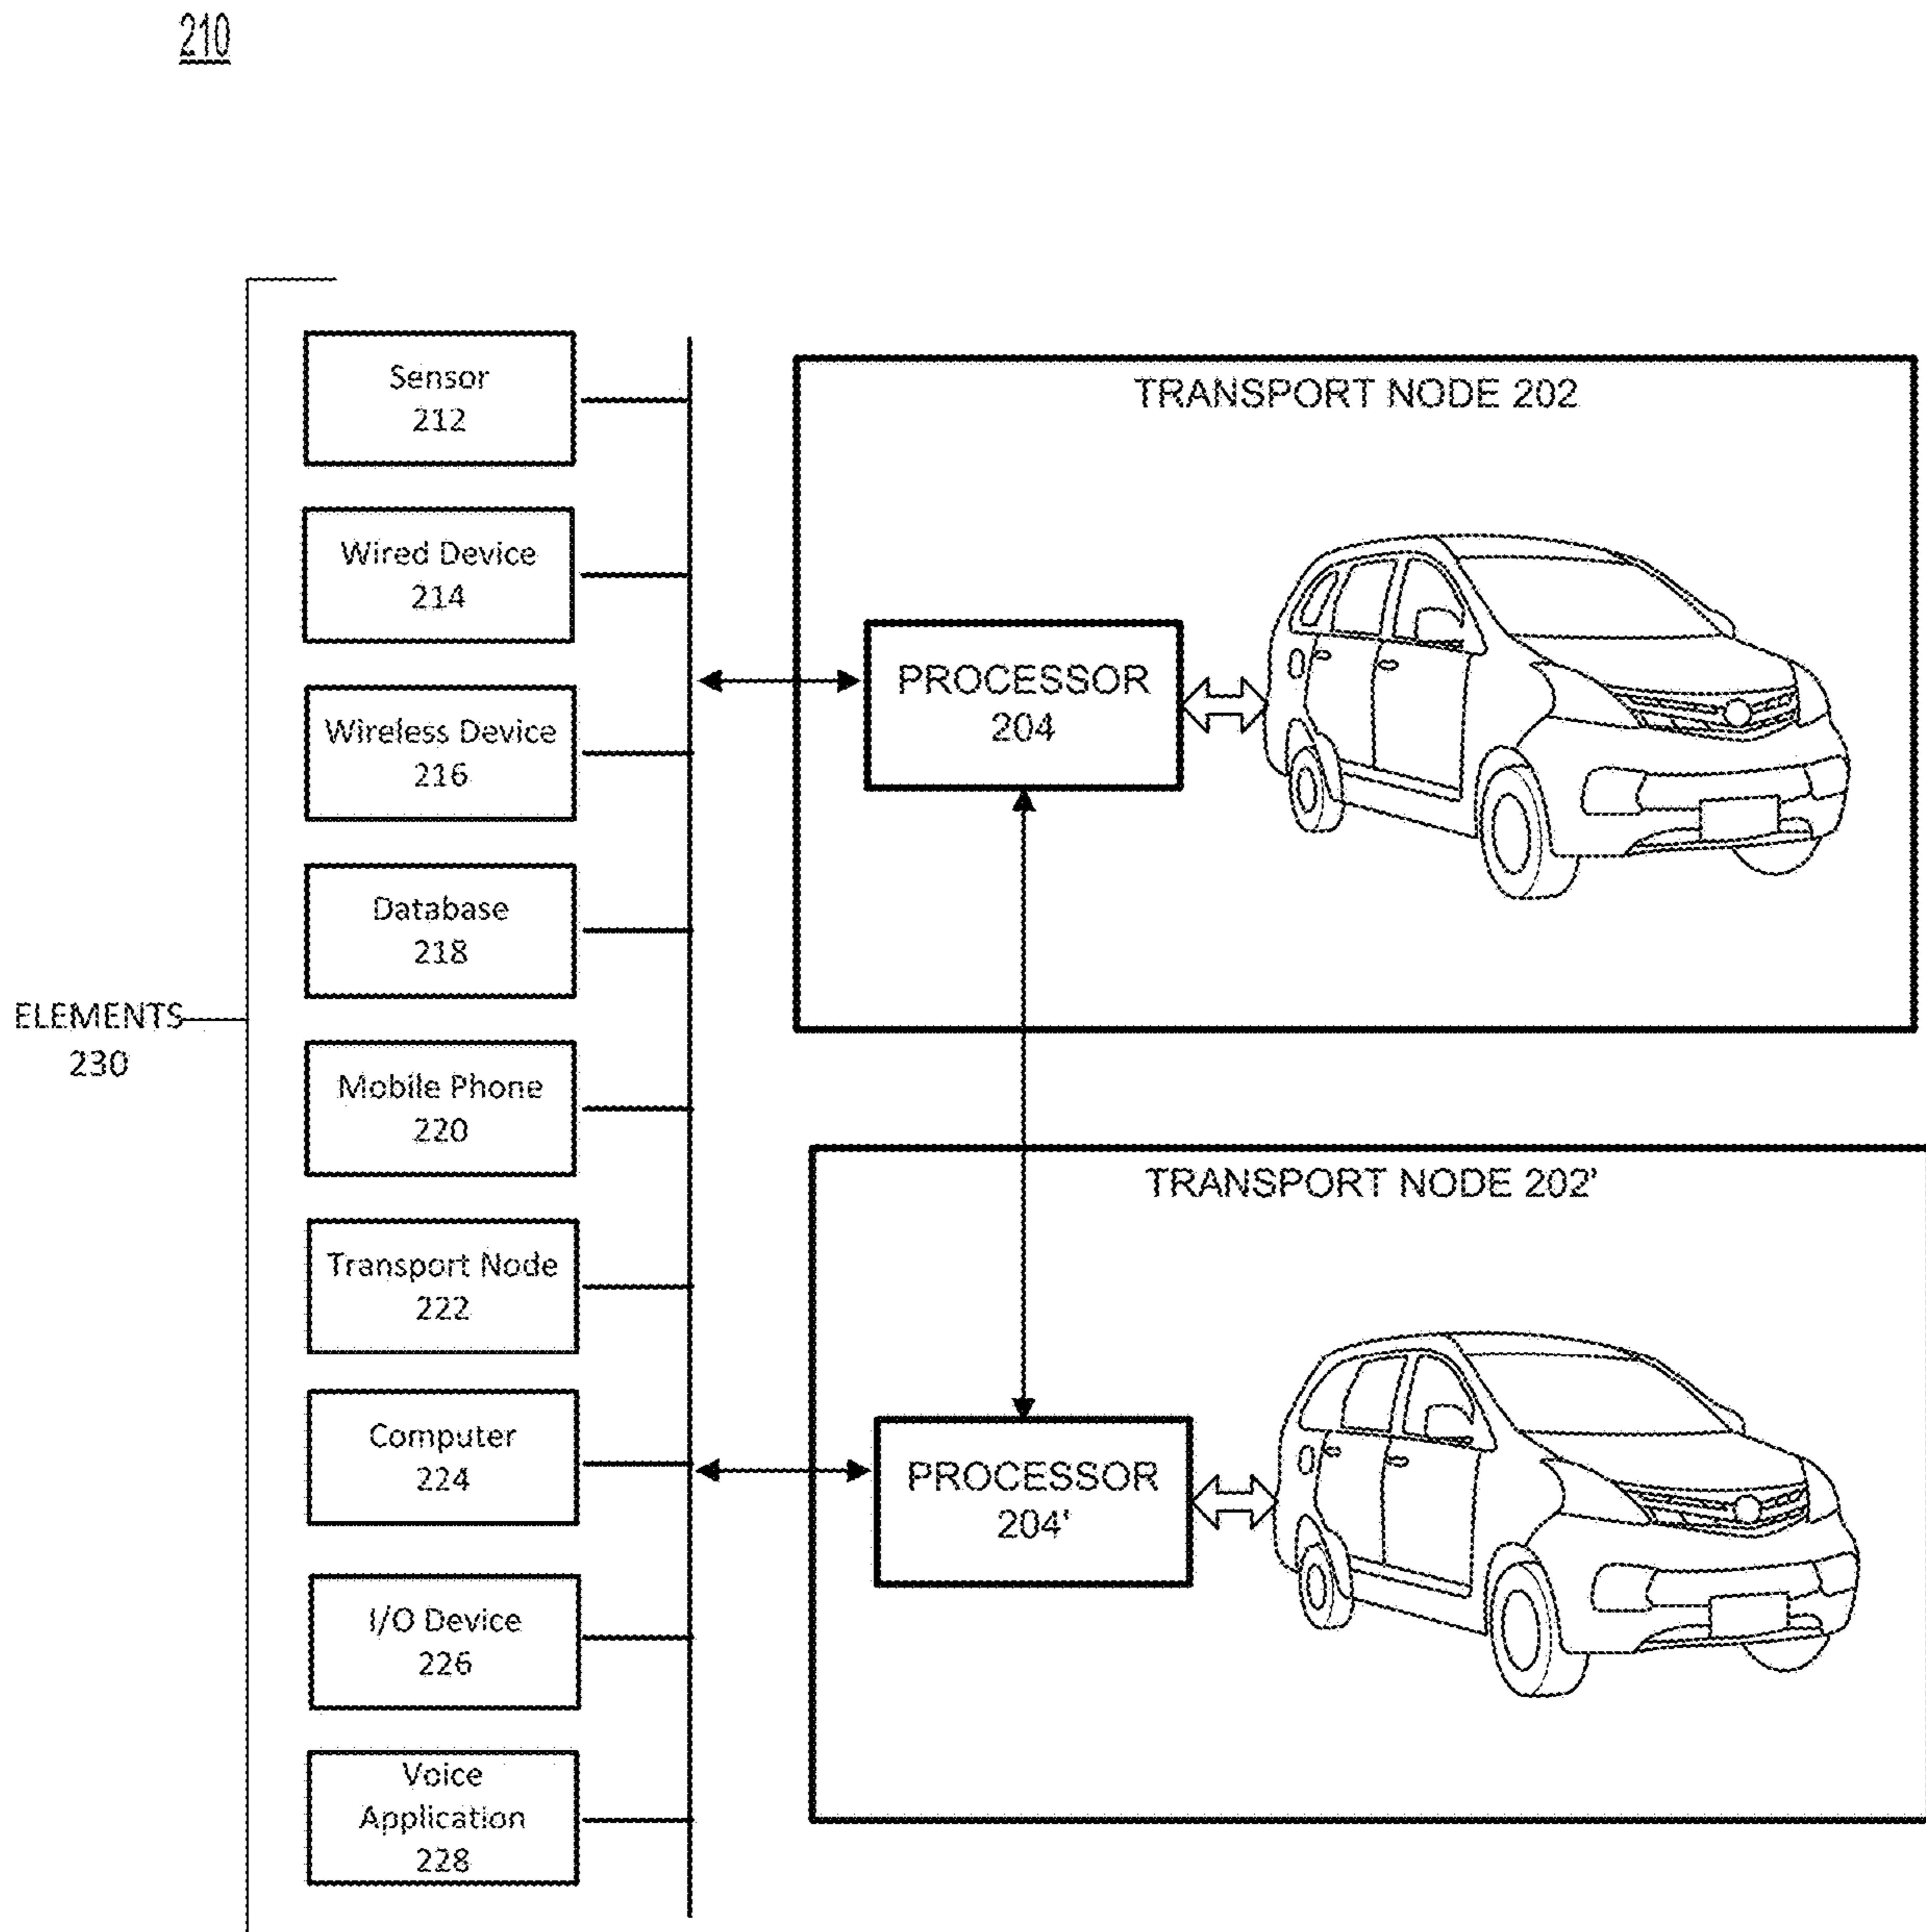 210
Sensor
212
Wired Device
214
Wireless Device
216
Database
218
ELEMENTS
230
Mobile Phone
220
Transport Node
222
Computer
224
I/O Device
226
Voice
Application
228
TRANSPORT NODE 202
PROCESSOR
204
TRANSPORT NODE 202'
PROCESSOR
204'